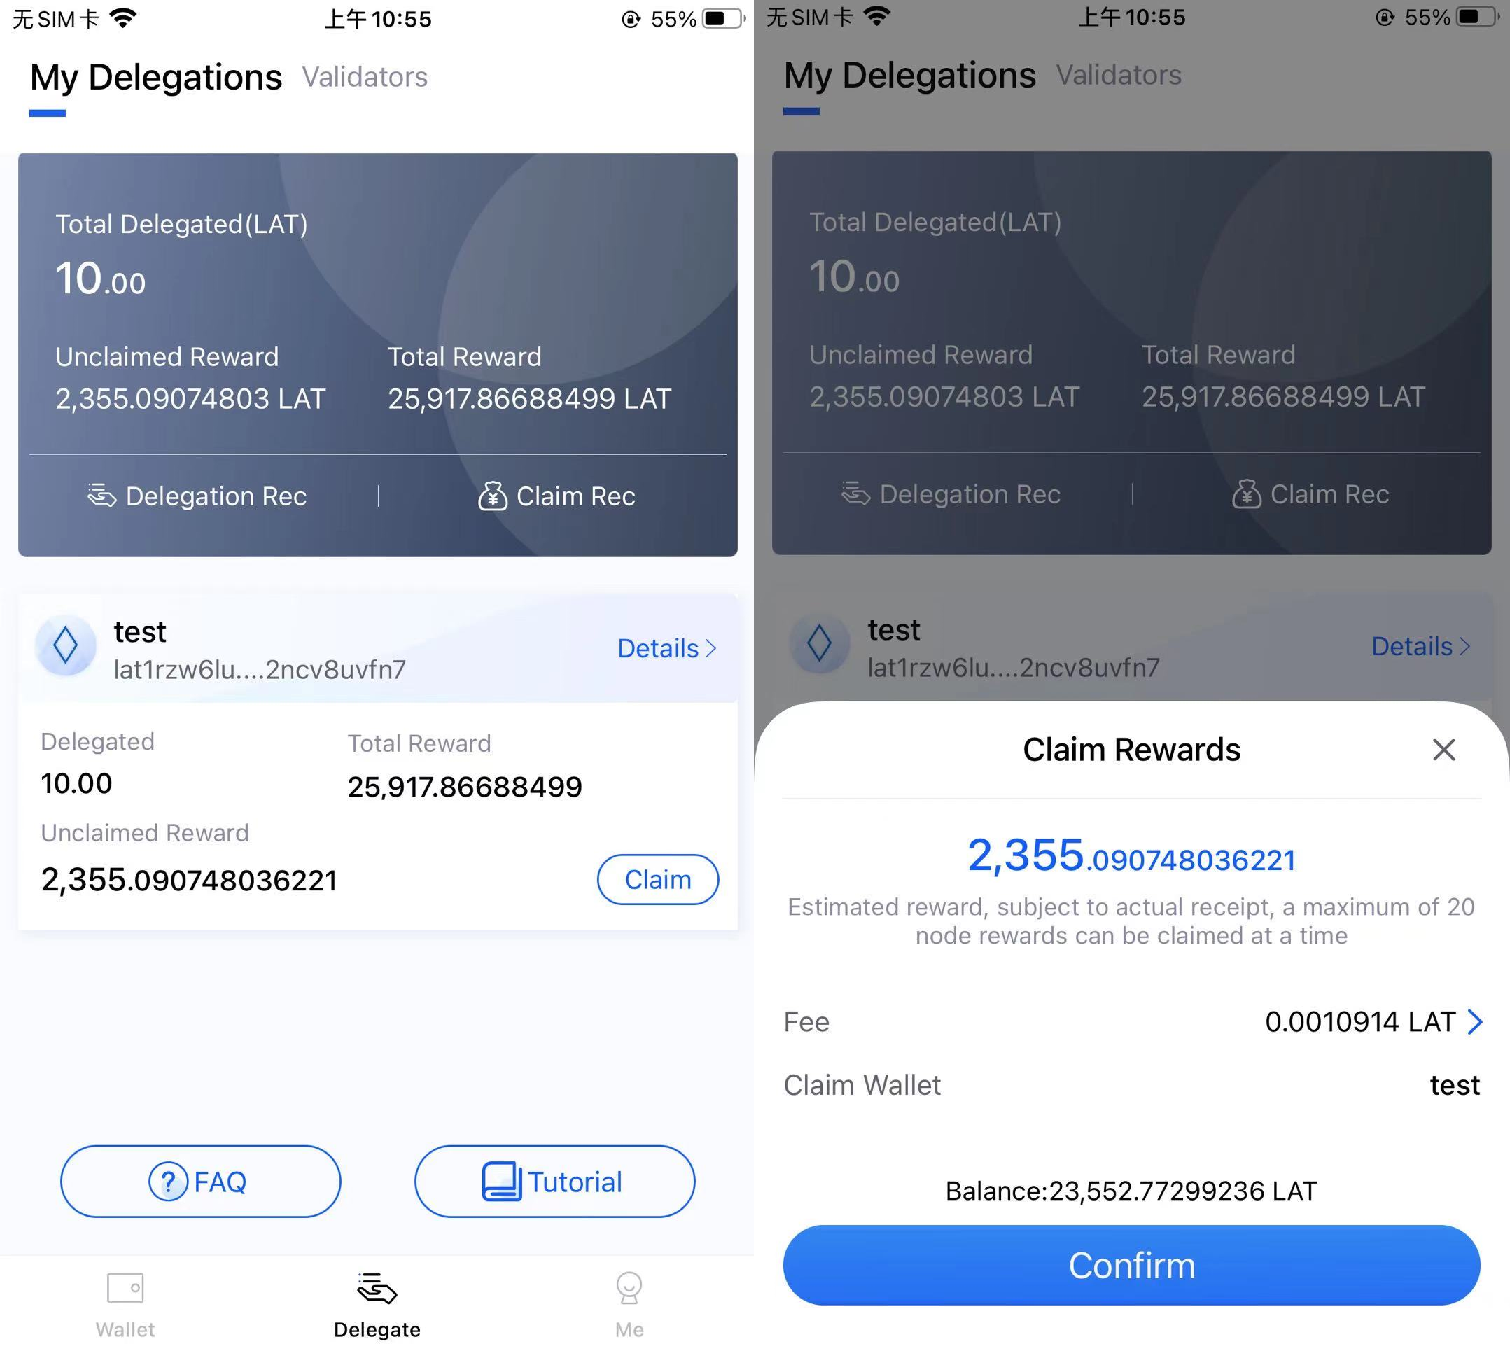 无SIM卡 上午10:55 55%
My Delegations Validators
Total Delegated(LAT)
10.00
Unclaimed Reward Total Reward
2,355.09074803 LAT 25,917.86688499 LAT
Delegation Rec Claim Rec
test
lat1rzw6lu....2ncv8uvfn7
Details
Delegated Total Reward
10.00 25,917.86688499
Unclaimed Reward
2,355.090748036221 Claim
FAQ Tutorial
Wallet Delegate Me
无SIM卡 上午10:55 55%
My Delegations Validators
Total Delegated(LAT)
10.00
Unclaimed Reward Total Reward
2,355.09074803 LAT 25,917.86688499 LAT
Delegation Rec Claim Rec
test
lat1rzw6lu....2ncv8uvfn7
Details
Claim Rewards
2,355.090748036221
Estimated reward, subject to actual receipt, a maximum of 20
node rewards can be claimed at a time
Fee 0.0010914 LAT
Claim Wallet test
Balance:23,552.77299236 LAT
Confirm